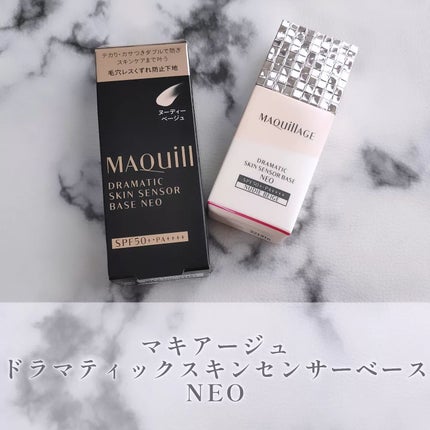 テカリ・カサつきダブルで防ぎ
スキンケアまで叶う
毛穴レスくずれ防止下地
ヌーディー
ベージュ
MAQuill
DRAMATIC
SKIN SENSOR
BASE NEO
SPF50+・PA++++
MAQuillAGE
DRAMATIC
SKIN SENSOR BASE
NEO
SPF50+・PA++++
NUDIE BEIGE
マキアージュ
ドラマティックスキンセンサーベース
NEO